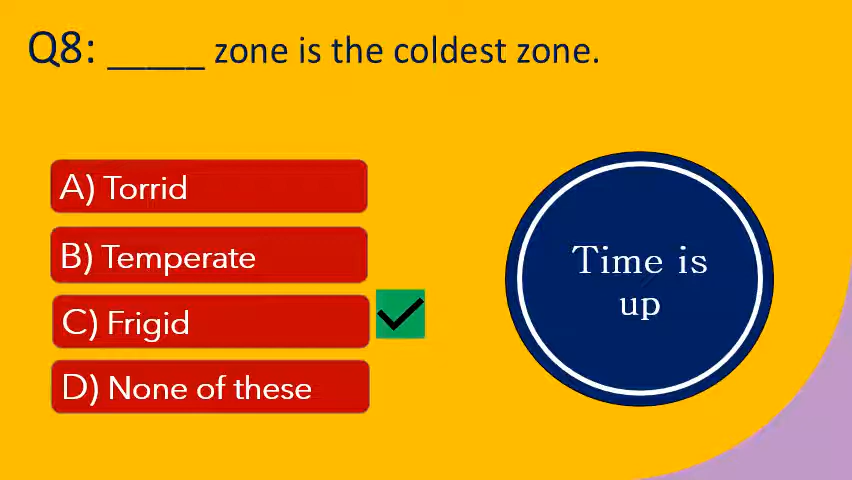 Q8: _____ zone is the coldest zone.
A) Torrid
B) Temperate
C) Frigid
D) None of these
Time is
up